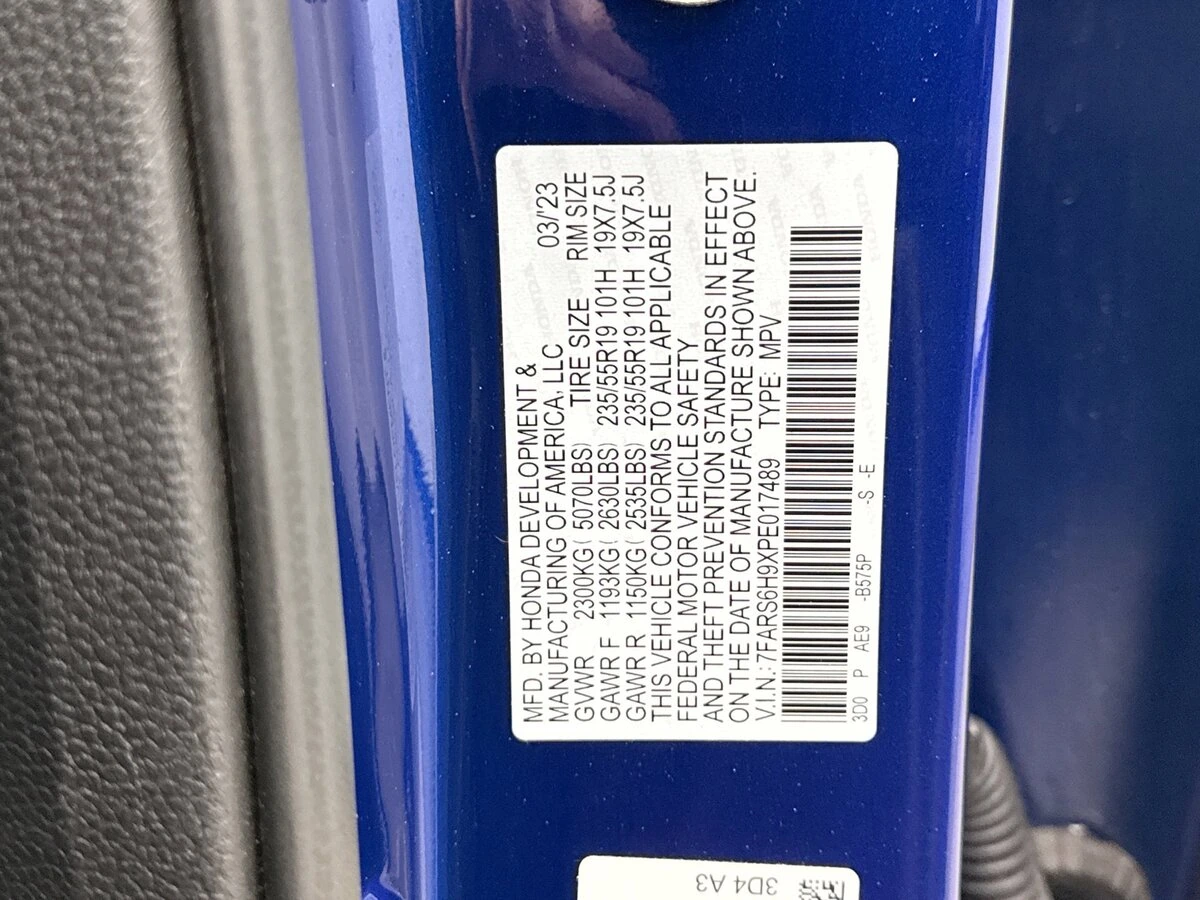 MFD. BY HONDA DEVELOPMENT &
MANUFACTURING OF AMERICA, LLC 03/'23
GVWR 2300KG( 5070LBS) TIRE SIZE RIM SIZE
GAWR F 1193KG( 2630LBS) 235/55R19 101H 19X7.5J
GAWR R 1150KG( 2535LBS) 235/55R19 101H 19X7.5J
THIS VEHICLE CONFORMS TO ALL APPLICABLE
FEDERAL MOTOR VEHICLE SAFETY
AND THEFT PREVENTION STANDARDS IN EFFECT
ON THE DATE OF MANUFACTURE SHOWN ABOVE.
V.I.N.: 7FARS6H9XPE017489 TYPE: MPV
3D0 P AE9 -B575P
-S -E
3D4 A3